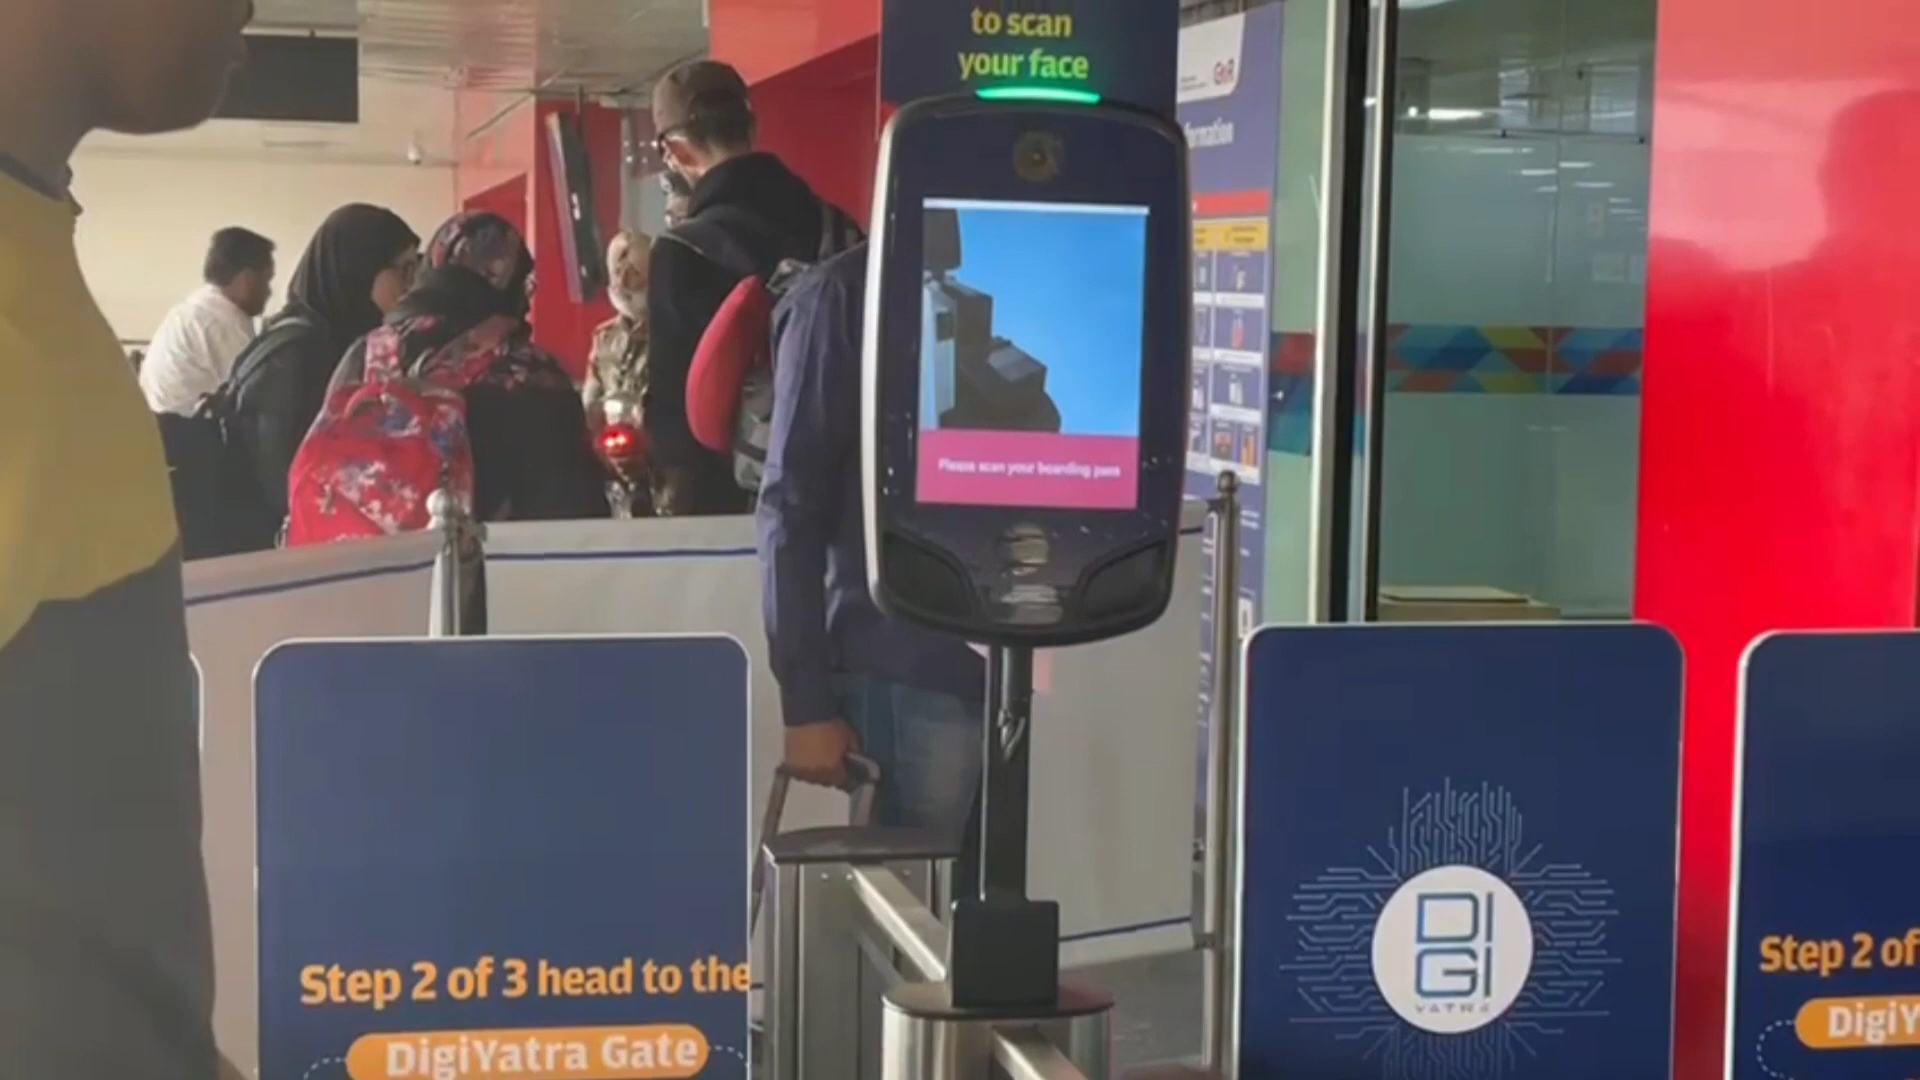 to scan
your face
GMR
Please scan your boarding pass
Step 2 of 3 head to the
DigiYatra Gate
DI
GI
YATRA
Step 2 of
DigiY